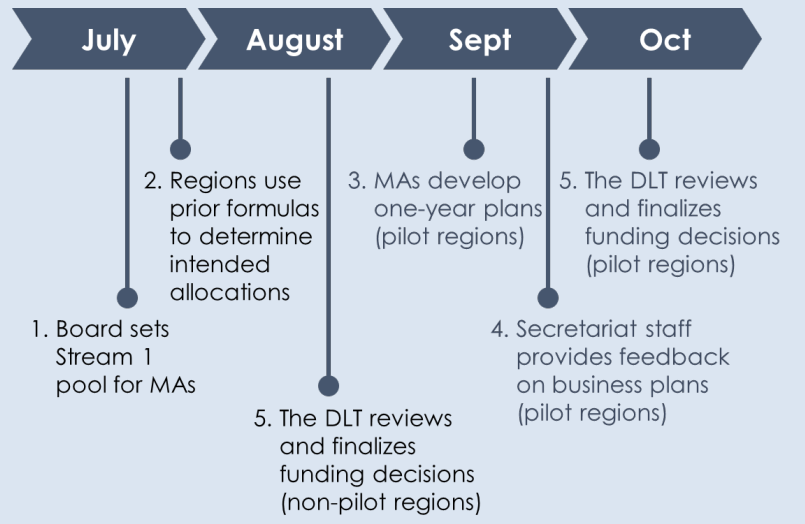 July
August
Sept
Oct
2. Regions use
prior formulas
to determine
intended
allocations
3. MAs develop
one-year plans
(pilot regions)
5. The DLT reviews
and finalizes
funding decisions
(pilot regions)
1. Board sets
Stream 1
pool for MAs
4. Secretariat staff
provides feedback
on business plans
(pilot regions)
5. The DLT reviews
and finalizes
funding decisions
(non-pilot regions)